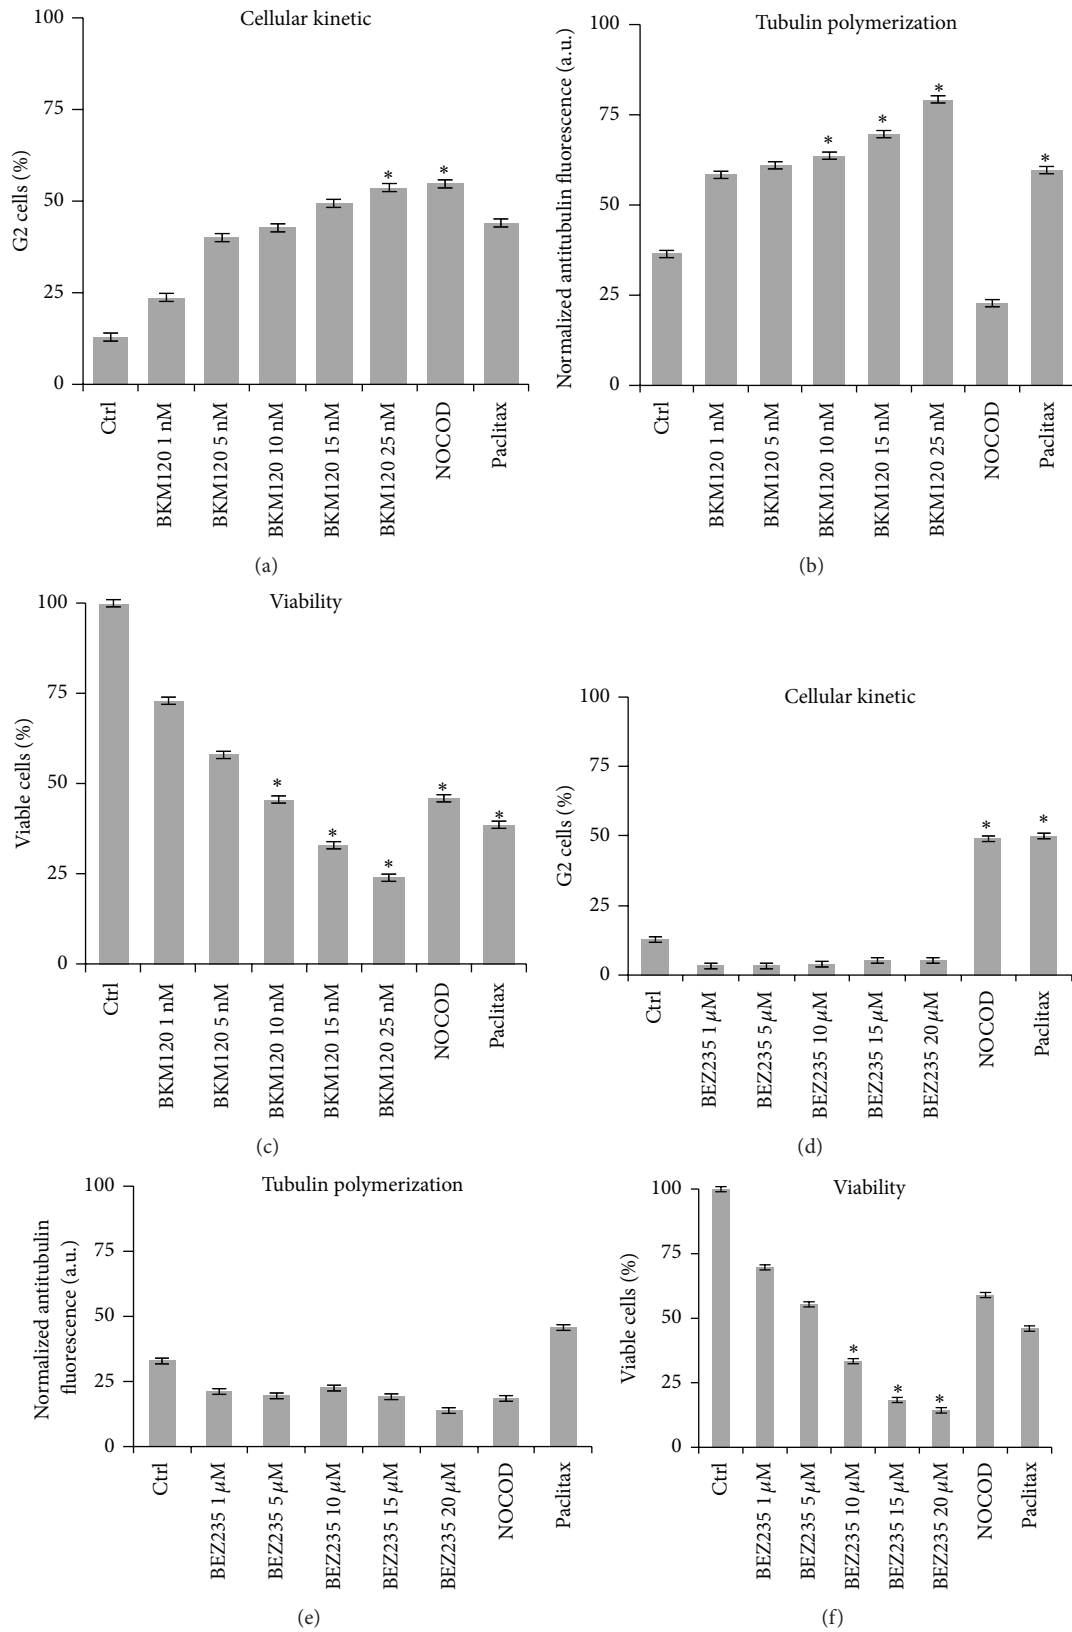 Cellular kinetic
G2 cells (%)
100
75
50
25
0
* *
Ctrl
BKM120 1 nM
BKM120 5 nM
BKM120 10 nM
BKM120 15 nM
BKM120 25 nM
NOCOD
Paclitax
(a)
Tubulin polymerization
Normalized antitubulin fluorescence (a.u.)
100
75
50
25
0
* * * *
Ctrl
BKM120 1 nM
BKM120 5 nM
BKM120 10 nM
BKM120 15 nM
BKM120 25 nM
NOCOD
Paclitax
(b)
Viability
Viable cells (%)
100
75
50
25
0
* * * * *
Ctrl
BKM120 1 nM
BKM120 5 nM
BKM120 10 nM
BKM120 15 nM
BKM120 25 nM
NOCOD
Paclitax
(c)
Cellular kinetic
G2 cells (%)
100
75
50
25
0
* *
Ctrl
BEZ235 1 μM
BEZ235 5 μM
BEZ235 10 μM
BEZ235 15 μM
BEZ235 20 μM
NOCOD
Paclitax
(d)
Tubulin polymerization
Normalized antitubulin
fluorescence (a.u.)
100
75
50
25
0
Ctrl
BEZ235 1 μM
BEZ235 5 μM
BEZ235 10 μM
BEZ235 15 μM
BEZ235 20 μM
NOCOD
Paclitax
(e)
Viability
Viable cells (%)
100
75
50
25
0
* * *
Ctrl
BEZ235 1 μM
BEZ235 5 μM
BEZ235 10 μM
BEZ235 15 μM
BEZ235 20 μM
NOCOD
Paclitax
(f)